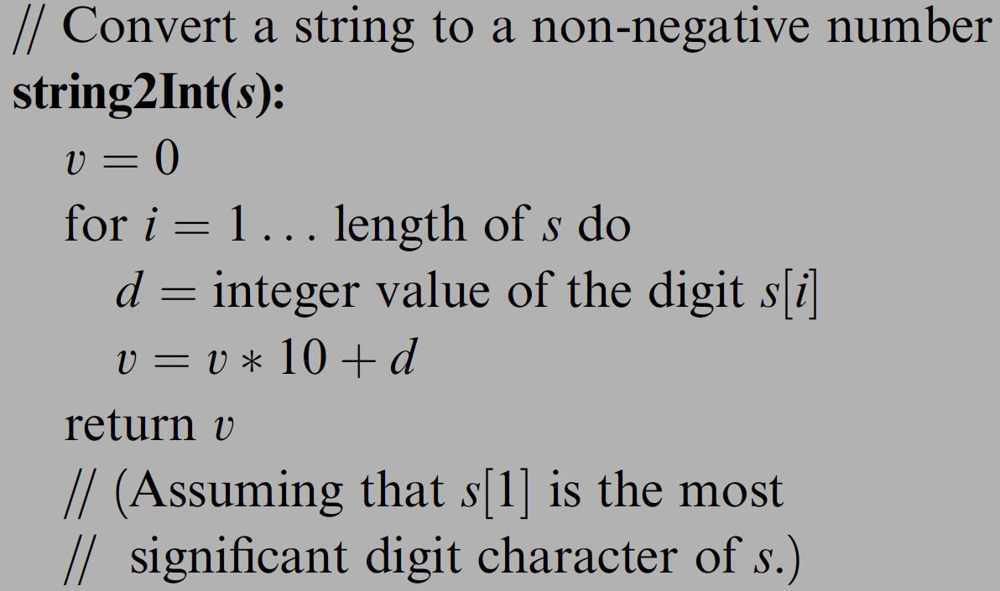 // Convert a string to a non-negative number
string2Int(s):
v = 0
for i = 1 . . . length of s do
d = integer value of the digit s[i]
v = v ∗ 10 + d
return v
// (Assuming that s[1] is the most
// significant digit character of s.)